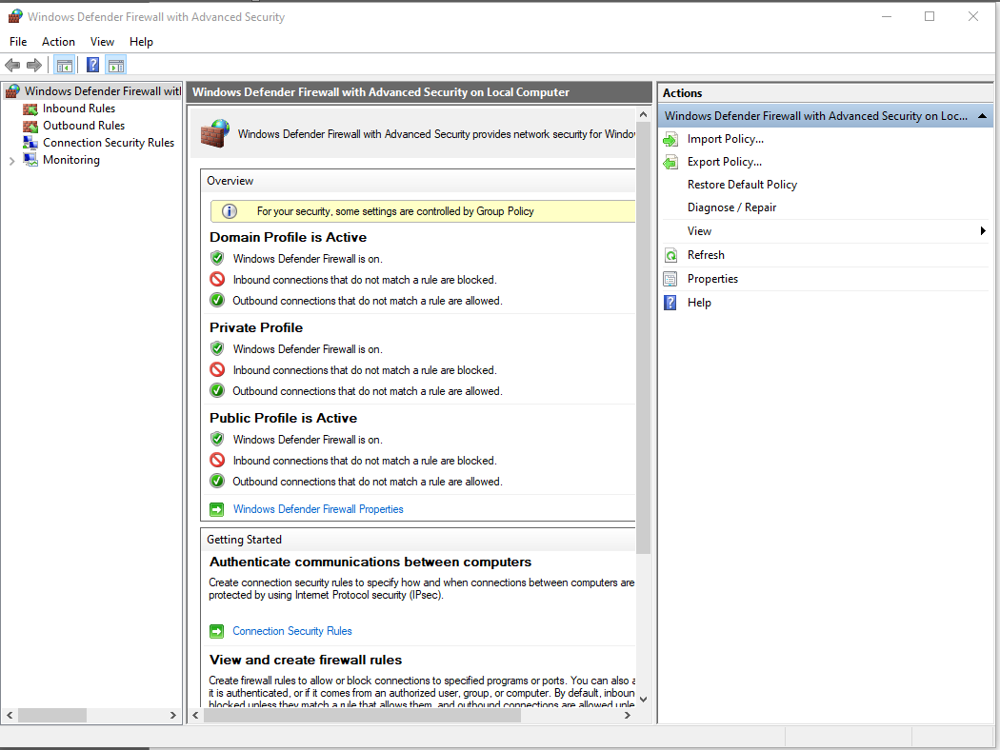 Windows Defender Firewall with Advanced Security
File Action View Help
Windows Defender Firewall with
Inbound Rules
Outbound Rules
Connection Security Rules
Monitoring
Windows Defender Firewall with Advanced Security on Local Computer
Windows Defender Firewall with Advanced Security provides network security for Window
Overview
For your security, some settings are controlled by Group Policy
Domain Profile is Active
Windows Defender Firewall is on.
Inbound connections that do not match a rule are blocked.
Outbound connections that do not match a rule are allowed.
Private Profile
Windows Defender Firewall is on.
Inbound connections that do not match a rule are blocked.
Outbound connections that do not match a rule are allowed.
Public Profile is Active
Windows Defender Firewall is on.
Inbound connections that do not match a rule are blocked.
Outbound connections that do not match a rule are allowed.
Windows Defender Firewall Properties
Getting Started
Authenticate communications between computers
Create connection security rules to specify how and when connections between computers are
protected by using Internet Protocol security (IPsec).
Connection Security Rules
View and create firewall rules
Create firewall rules to allow or block connections to specified programs or ports. You can also a
it is authenticated, or if it comes from an authorized user, group, or computer. By default, inboun
blocked unless they match a rule that allows them, and outbound connections are allowed unle
Actions
Windows Defender Firewall with Advanced Security on Loc...
Import Policy...
Export Policy...
Restore Default Policy
Diagnose / Repair
View
Refresh
Properties
Help